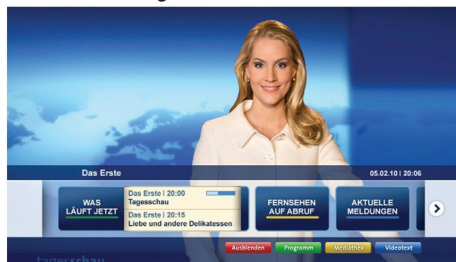 Das Erste
05.02.10 | 20:06
WAS
LÄUFT JETZT
Das Erste | 20:00
Tagesschau
Das Erste | 20:15
Liebe und andere Delikatessen
FERNSEHEN
AUF ABRUF
AKTUELLE
MELDUNGEN
Ausblenden
Programm
Mediathek
Videotext
tagesschau